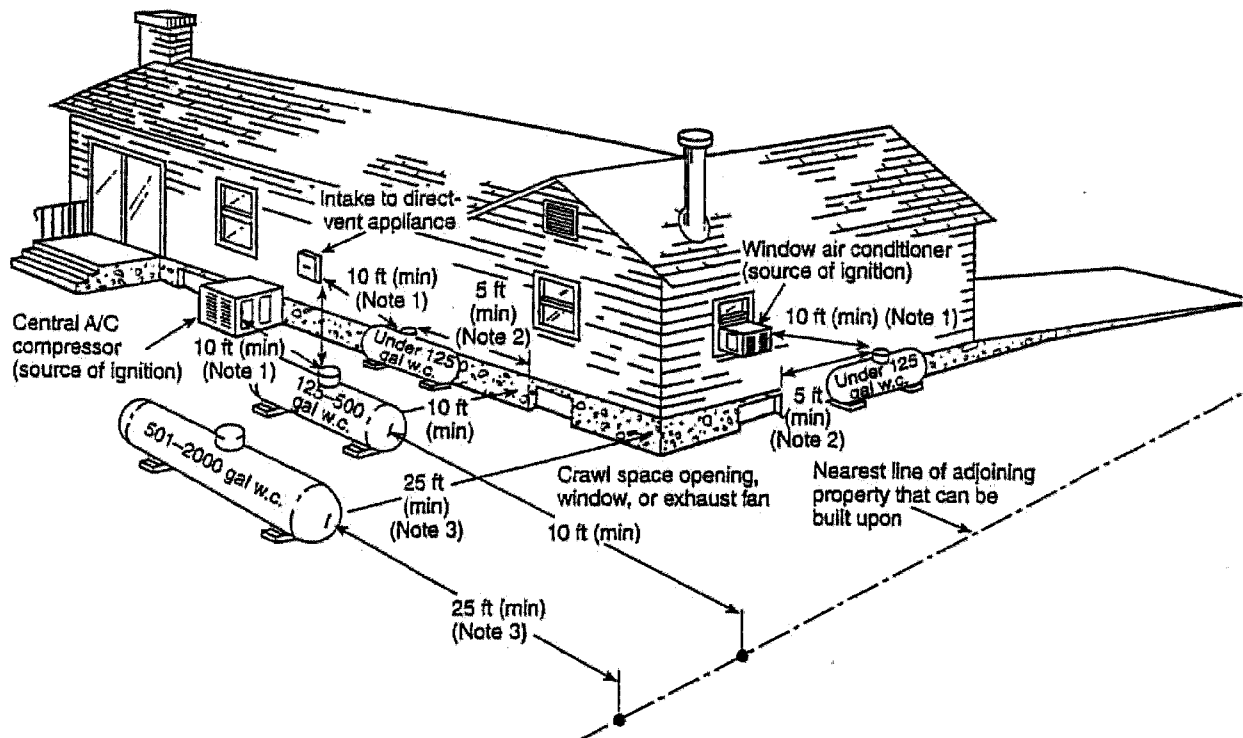 Intake to direct-
vent appliance
Window air conditioner
(source of ignition)
10 ft (min)
(Note 1)
5 ft
(min)
(Note 2)
10 ft (min) (Note 1)
Central A/C
compressor
(source of ignition)
10 ft (min)
(Note 1)
Under 125
gal w.c.
Under 125
gal w.c.
125–500
gal w.c.
10 ft
(min)
5 ft
(min)
(Note 2)
501–2000 gal w.c.
25 ft
(min)
(Note 3)
Crawl space opening,
window, or exhaust fan
Nearest line of adjoining
property that can be
built upon
10 ft (min)
25 ft (min)
(Note 3)